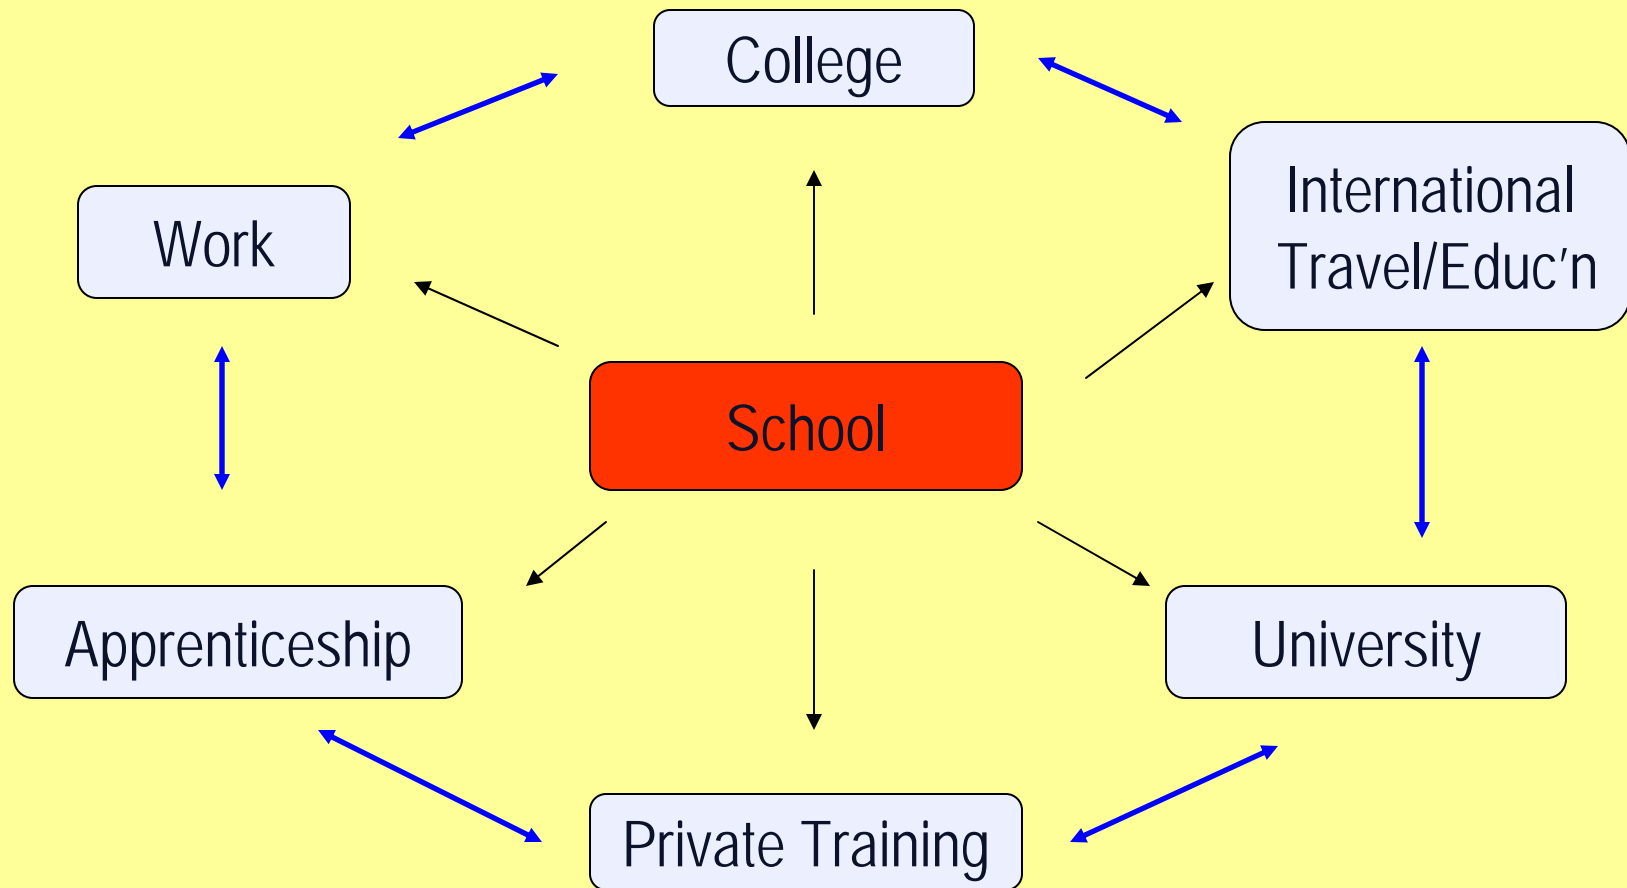 College
Work
International
Travel/Educ’n
School
Apprenticeship
University
Private Training